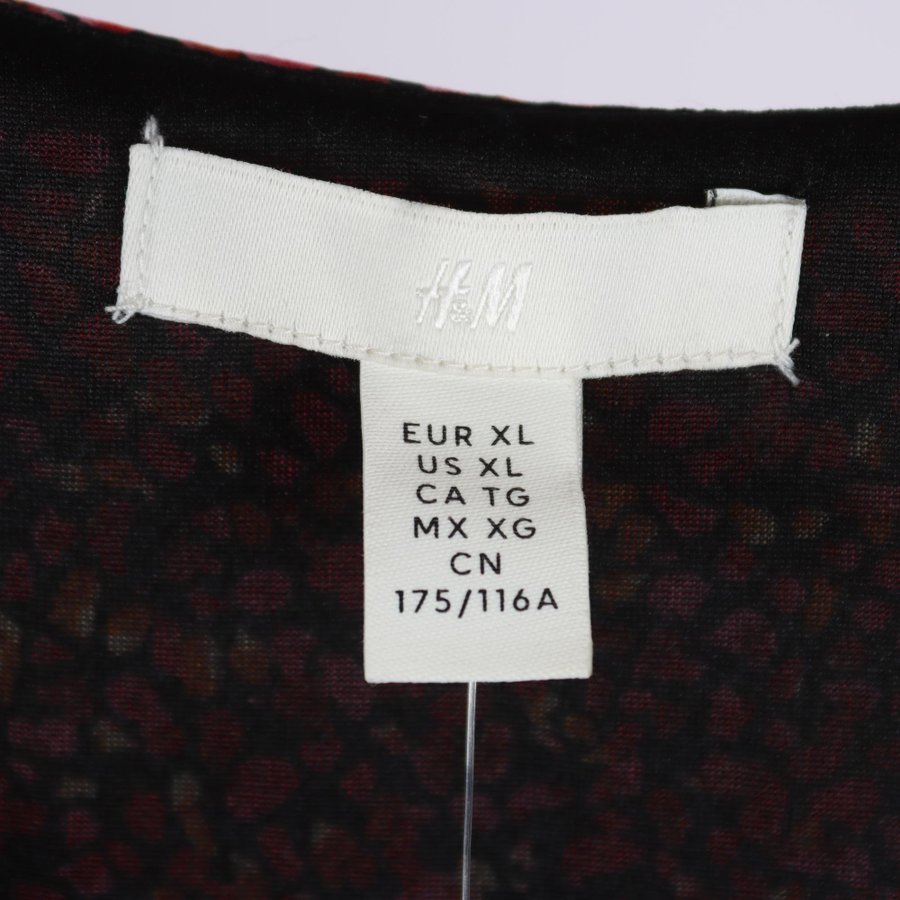 H&M
EUR XL
US XL
CA TG
MX XG
CN
175/116A